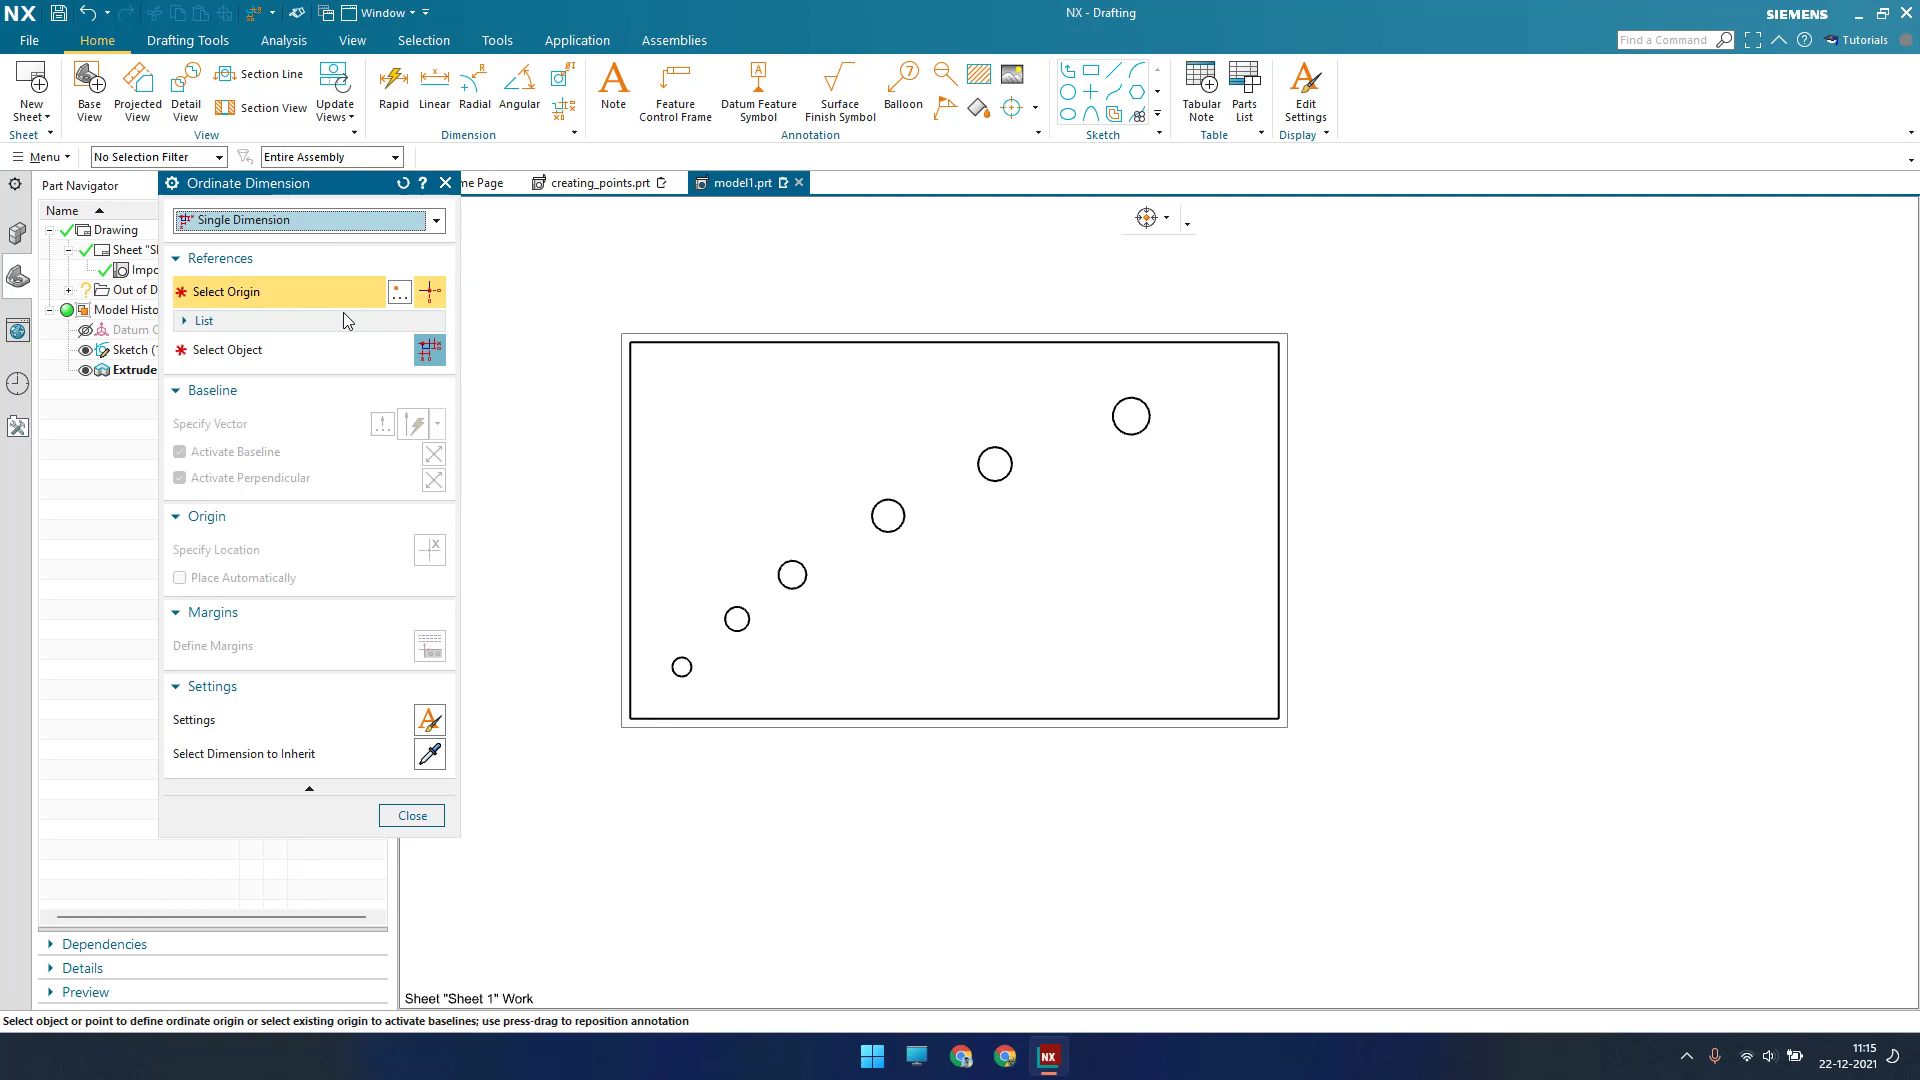 NX
Window
NX - Drafting
SIEMENS
File
Home
Drafting Tools
Analysis
View
Selection
Tools
Application
Assemblies
Find a Command
Tutorials
New
Sheet
Base
View
Projected
View
Detail
View
Section Line
Section View
Update
Views
Rapid
Linear
Radial
Angular
Note
Feature
Control Frame
Datum Feature
Symbol
Surface
Finish Symbol
Balloon
Tabular
Note
Parts
List
Edit
Settings
Sheet
View
Dimension
Annotation
Sketch
Table
Display
Menu
No Selection Filter
Entire Assembly
Part Navigator
Ordinate Dimension
me Page
creating_points.prt
model1.prt
Name
Drawing
Sheet "Sl
Impo
Out of D
Model Histo
Datum C
Sketch (
Extrude
Single Dimension
References
Select Origin
List
Select Object
Baseline
Specify Vector
Activate Baseline
Activate Perpendicular
Origin
Specify Location
Place Automatically
Margins
Define Margins
Settings
Settings
Select Dimension to Inherit
Close
Dependencies
Details
Preview
Sheet "Sheet 1" Work
Select object or point to define ordinate origin or select existing origin to activate baselines; use press-drag to reposition annotation
NX
11:15
22-12-2021